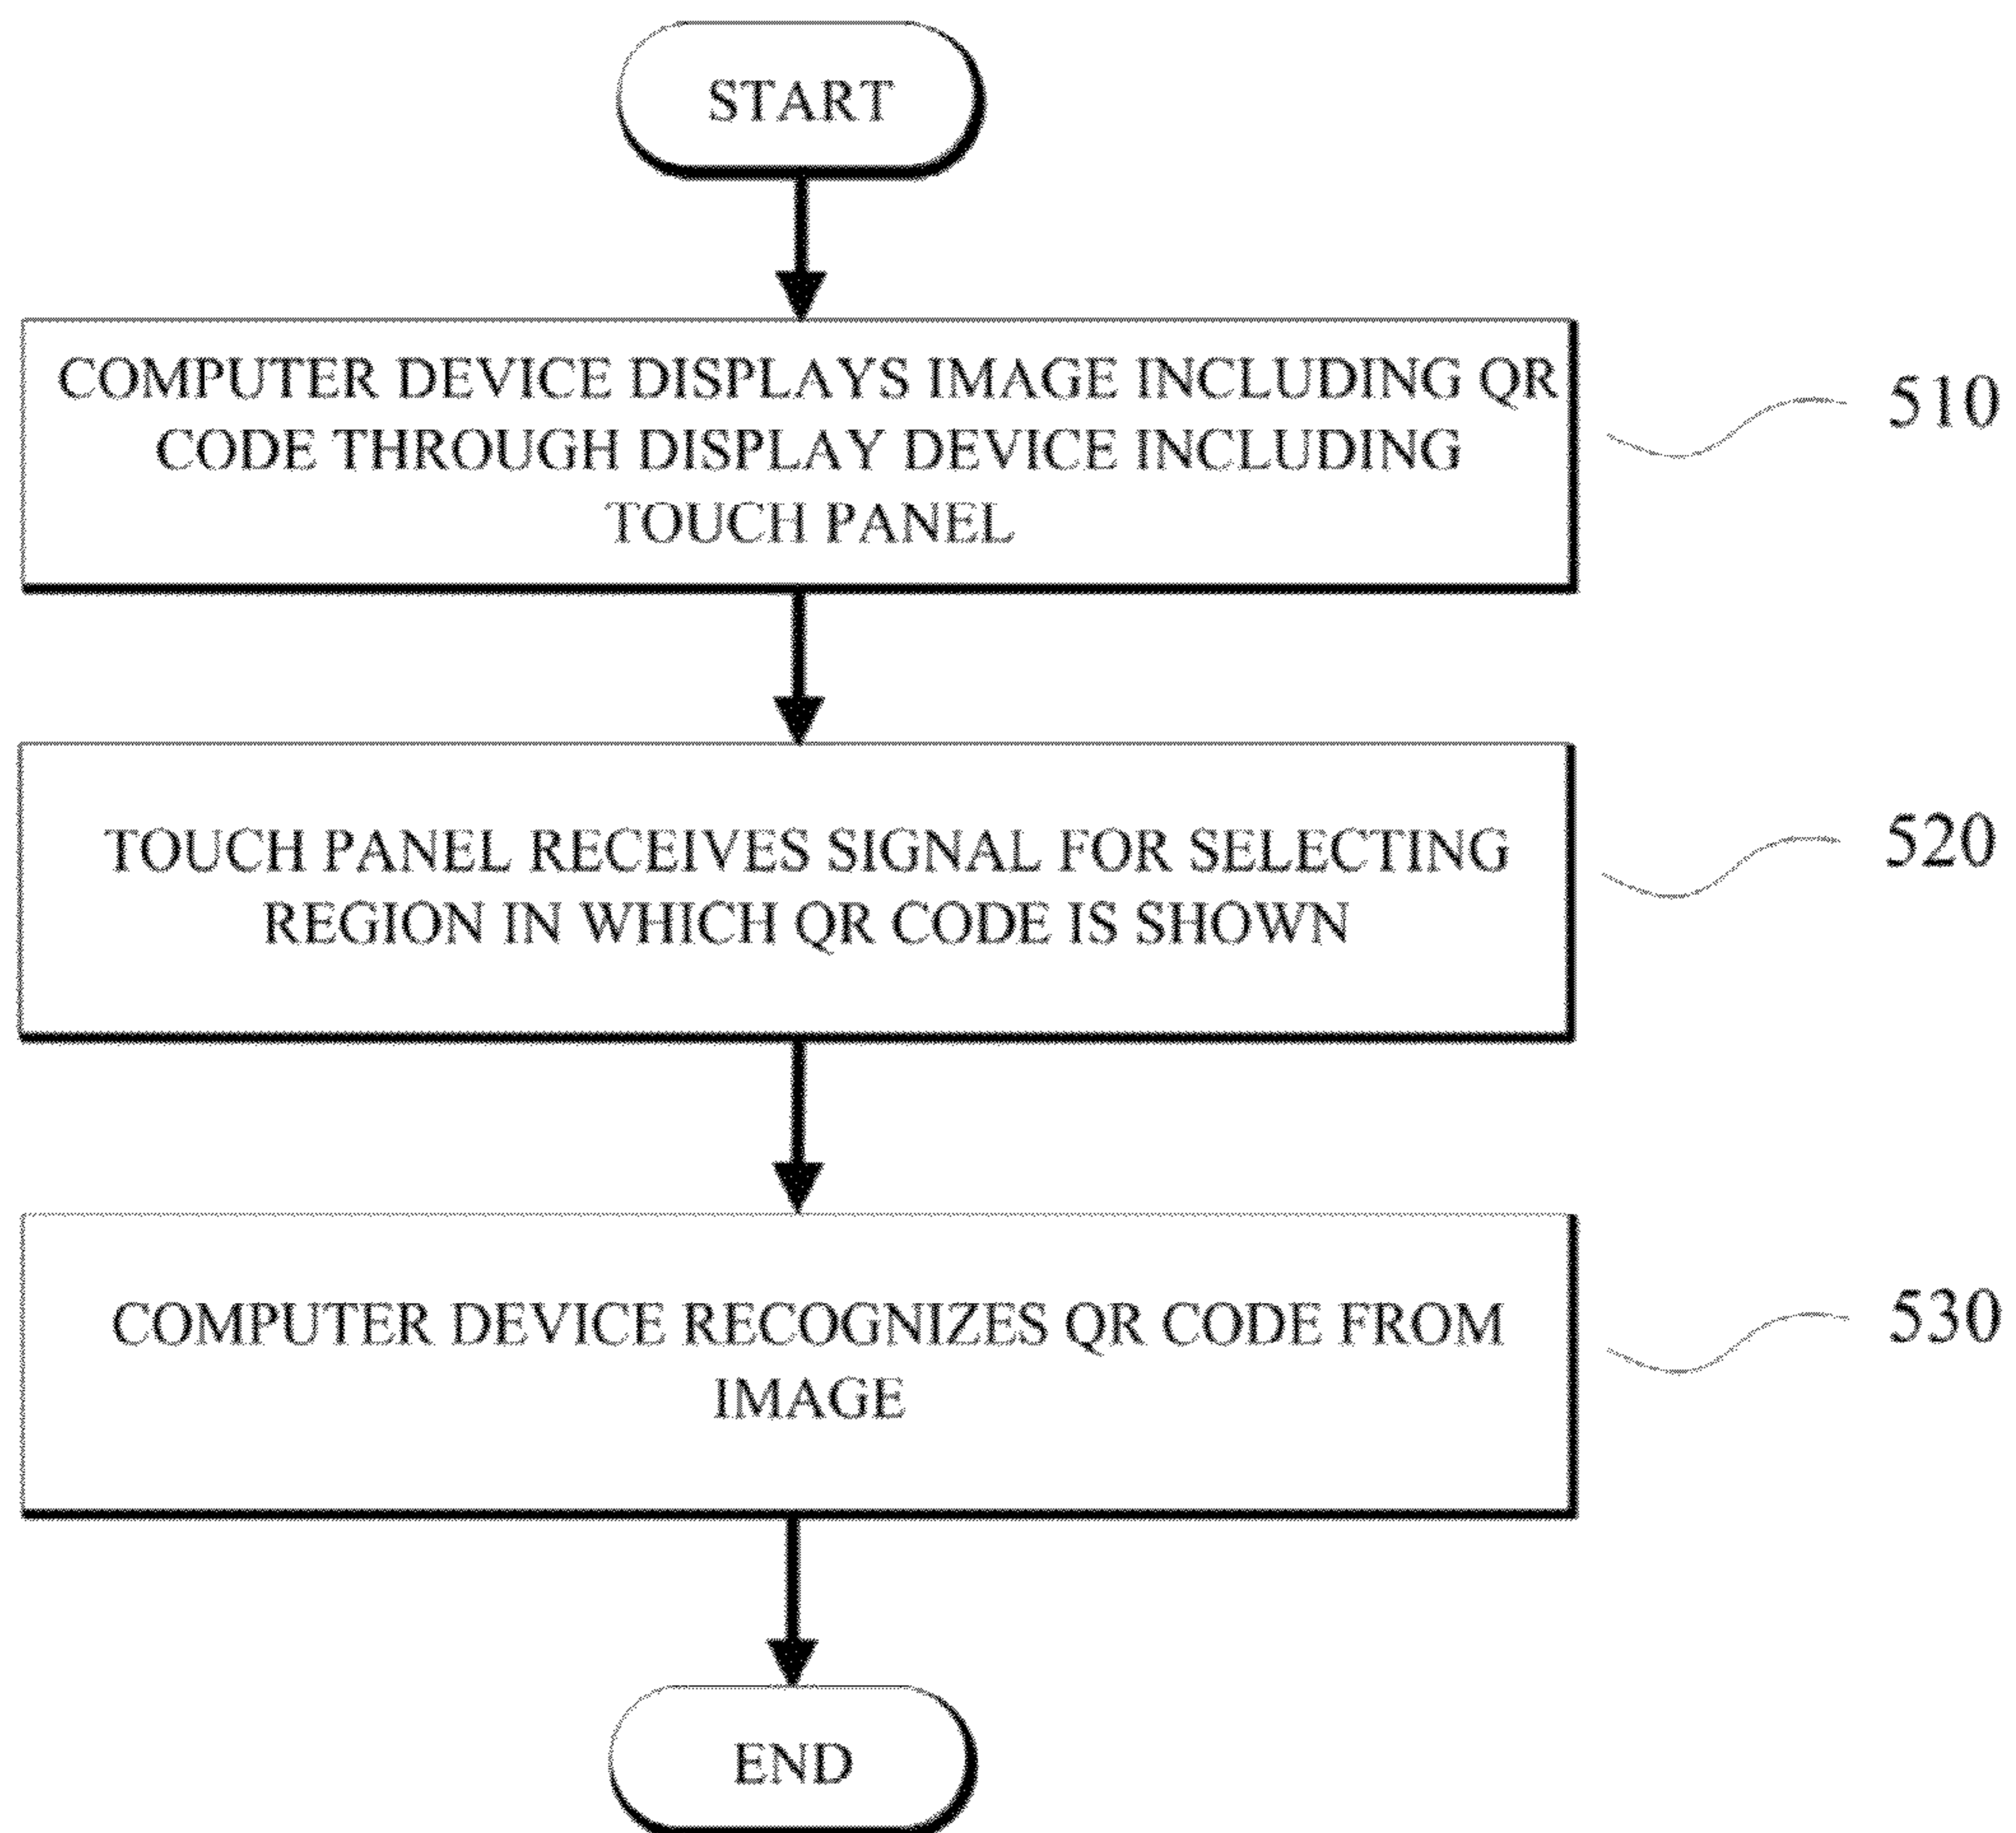 START
COMPUTER DEVICE DISPLAYS IMAGE INCLUDING QR
CODE THROUGH DISPLAY DEVICE INCLUDING
TOUCH PANEL
510
TOUCH PANEL RECEIVES SIGNAL FOR SELECTING
REGION IN WHICH QR CODE IS SHOWN
520
COMPUTER DEVICE RECOGNIZES QR CODE FROM
IMAGE
530
END